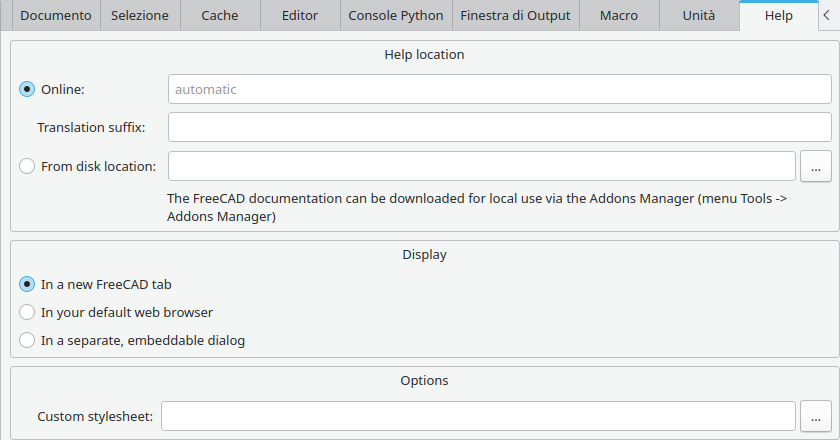 Documento Selezione Cache Editor Console Python Finestra di Output Macro Unità Help
Help location
Online: automatic
Translation suffix:
From disk location: ...
The FreeCAD documentation can be downloaded for local use via the Addons Manager (menu Tools ->
Addons Manager)
Display
In a new FreeCAD tab
In your default web browser
In a separate, embeddable dialog
Options
Custom stylesheet: ...